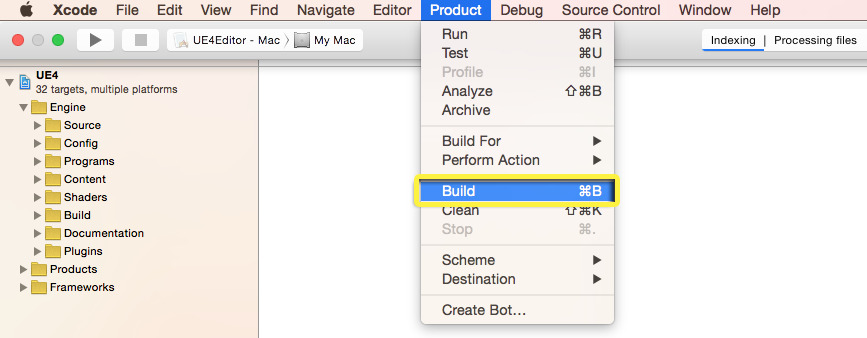 Xcode File Edit View Find Navigate Editor Product Debug Source Control Window Help
UE4Editor - Mac My Mac
Indexing | Processing files
UE4
32 targets, multiple platforms
Engine
Source
Config
Programs
Content
Shaders
Build
Documentation
Plugins
Products
Frameworks
Run ⌘R
Test ⌘U
Profile ⌘I
Analyze ⇧⌘B
Archive
Build For
Perform Action
Build ⌘B
Clean ⇧⌘K
Stop ⌘.
Scheme
Destination
Create Bot...